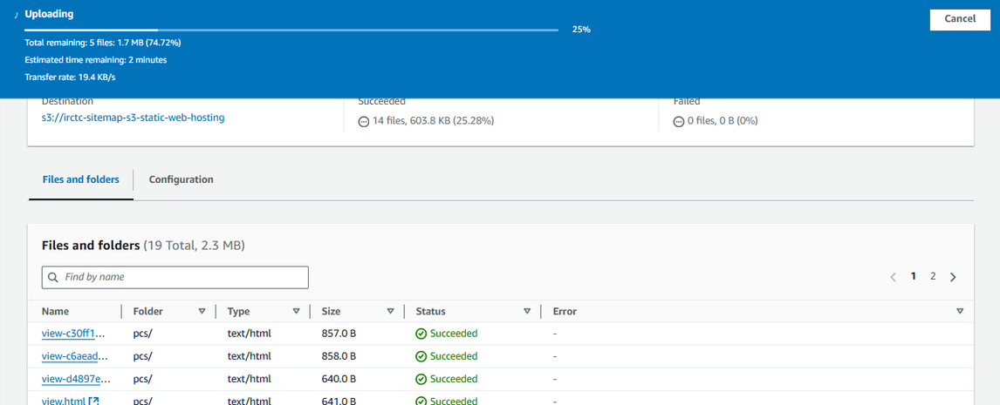 Uploading
Cancel
25%
Total remaining: 5 files: 1.7 MB (74.72%)
Estimated time remaining: 2 minutes
Transfer rate: 19.4 KB/s
Destination Succeeded Failed
s3://irctc-sitemap-s3-static-web-hosting 14 files, 603.8 KB (25.28%) 0 files, 0 B (0%)
Files and folders Configuration
Files and folders (19 Total, 2.3 MB)
Find by name
1 2
Name Folder Type Size Status Error
view-c30ff1... pcs/ text/html 857.0 B Succeeded -
view-c6aead... pcs/ text/html 858.0 B Succeeded -
view-d4897e... pcs/ text/html 640.0 B Succeeded -
view.html pcs/ text/html 641.0 B Succeeded -